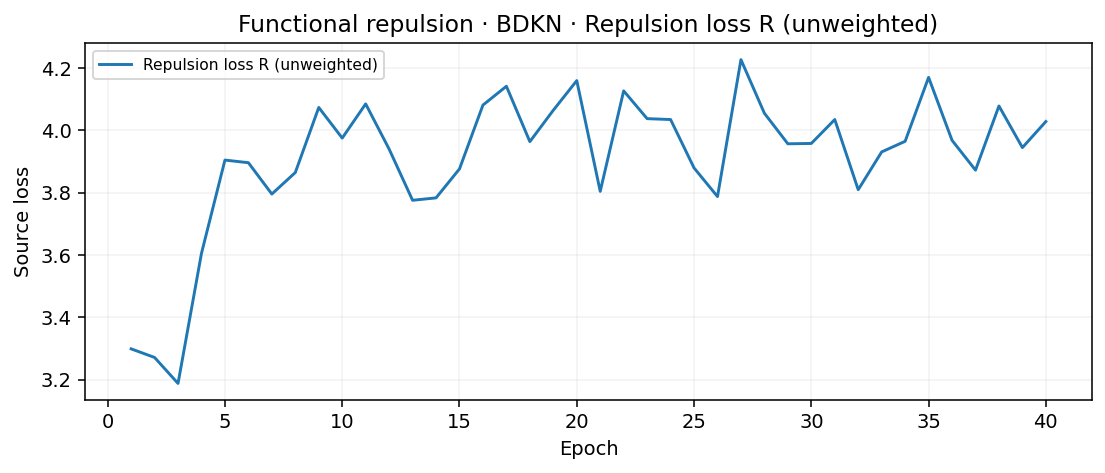 Functional repulsion · BDKN · Repulsion loss R (unweighted)
Repulsion loss R (unweighted)
Source loss
4.2
4.0
3.8
3.6
3.4
3.2
0 5 10 15 20 25 30 35 40
Epoch